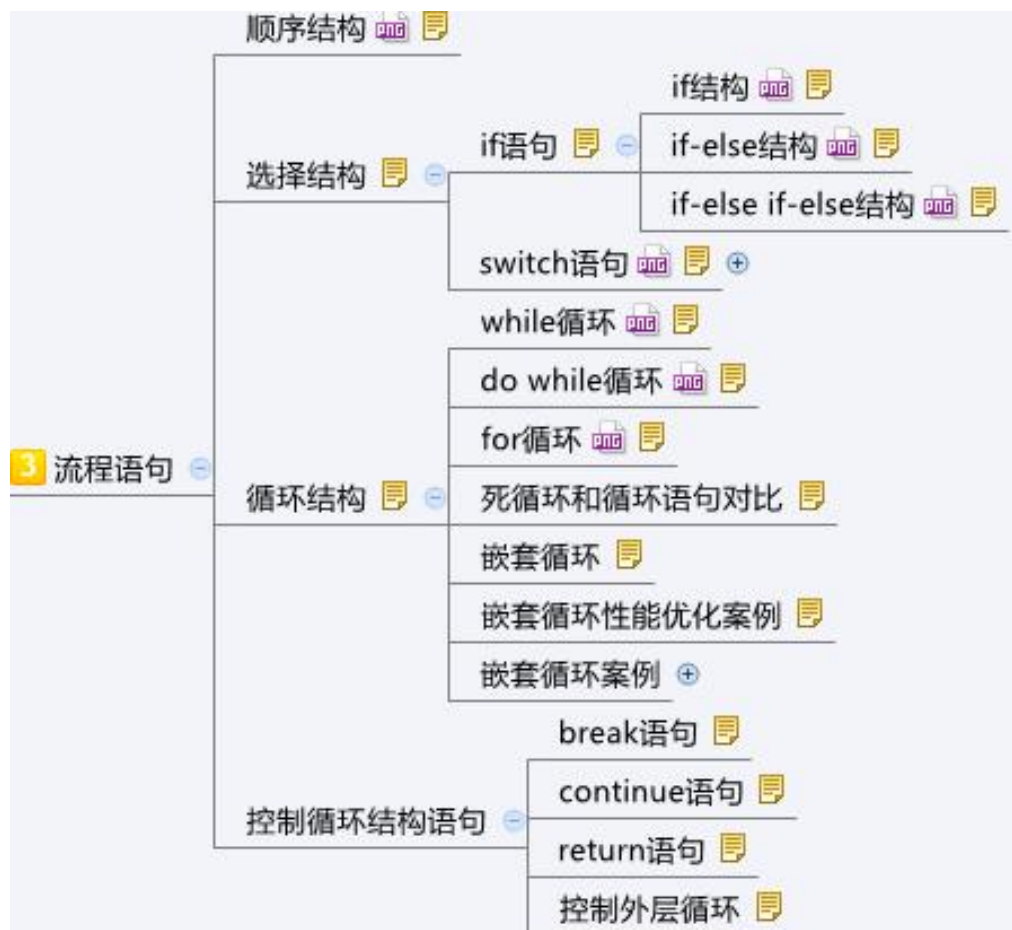 顺序结构
if结构
if语句
if-else结构
选择结构
if-else if-else结构
switch语句
while循环
do while循环
for循环
3 流程语句
循环结构
死循环和循环语句对比
嵌套循环
嵌套循环性能优化案例
嵌套循环案例
break语句
continue语句
控制循环结构语句
return语句
控制外层循环